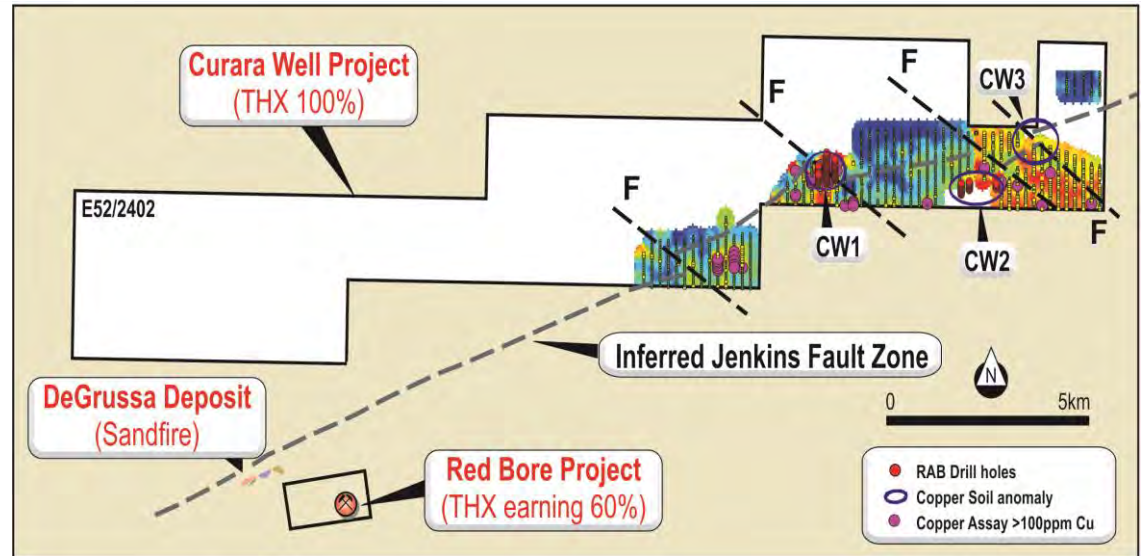 Curara Well Project
(THX 100%)
F
F
F
F
CW3
E52/2402
CW1
CW2
Inferred Jenkins Fault Zone
N
DeGrussa Deposit
(Sandfire)
Red Bore Project
(THX earning 60%)
0 5km
RAB Drill holes
Copper Soil anomaly
Copper Assay >100ppm Cu